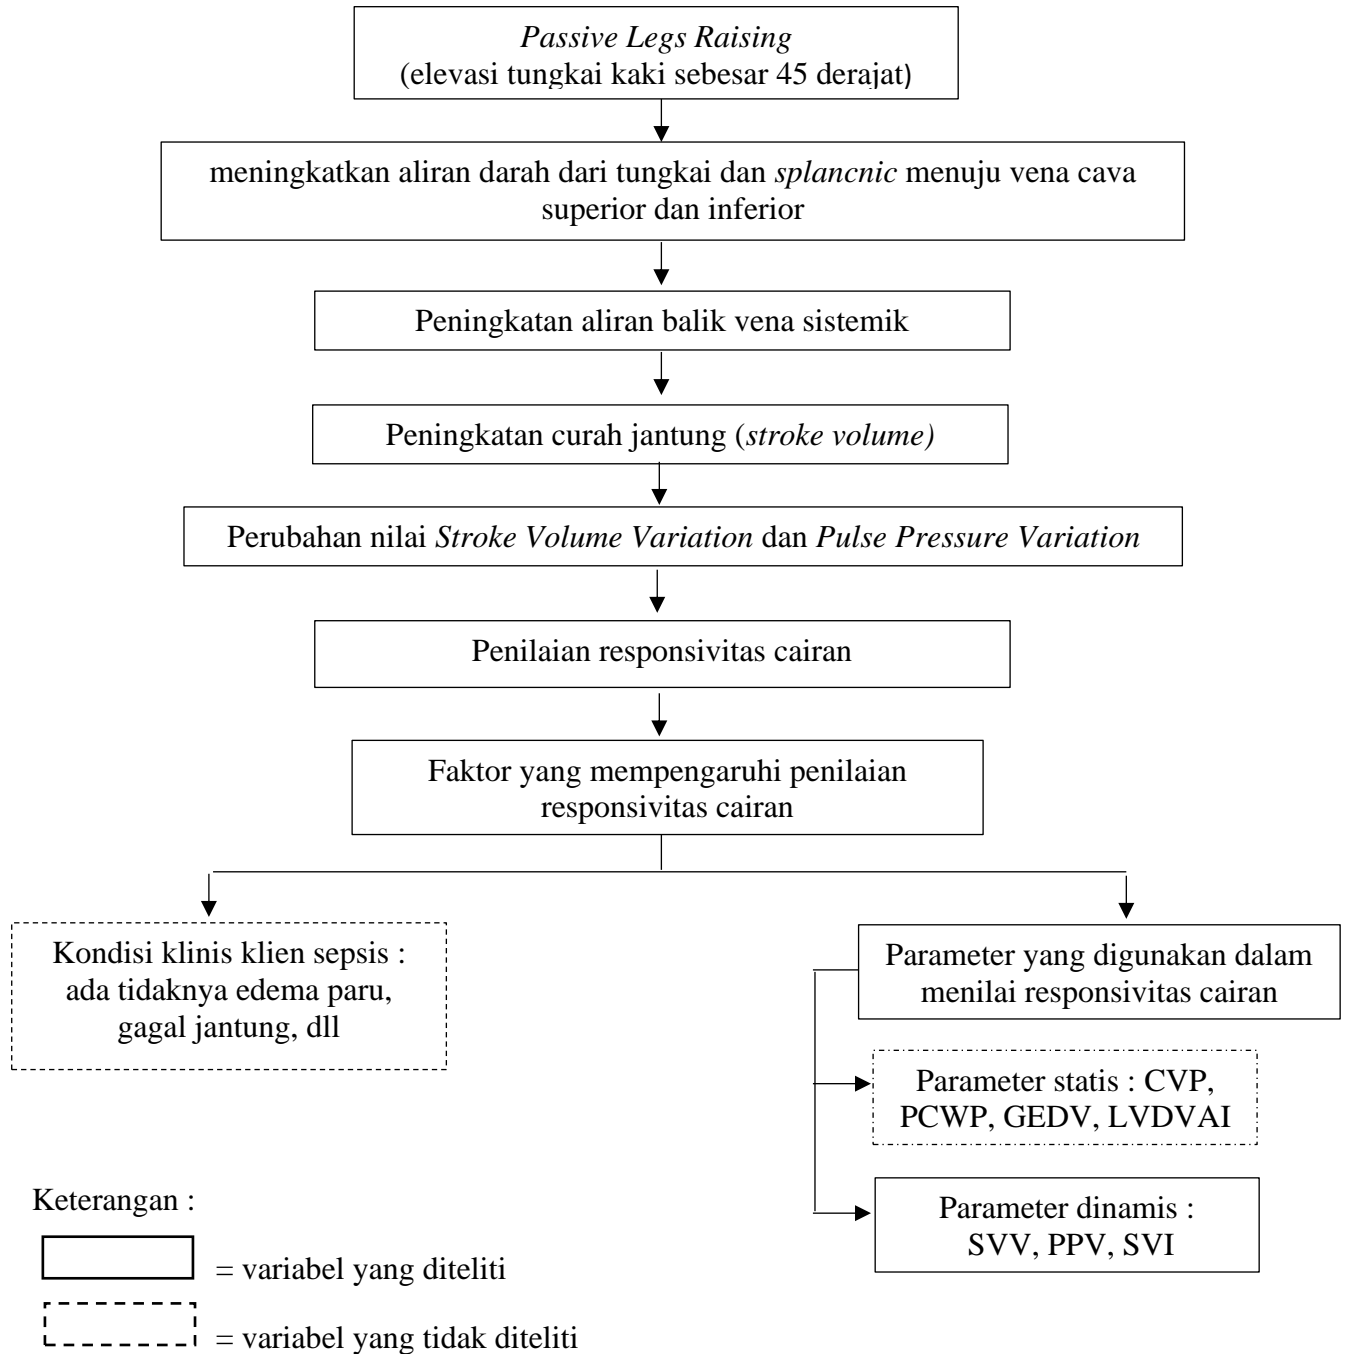 Passive Legs Raising
(elevasi tungkai kaki sebesar 45 derajat)
meningkatkan aliran darah dari tungkai dan splancnic menuju vena cava
superior dan inferior
Peningkatan aliran balik vena sistemik
Peningkatan curah jantung (stroke volume)
Perubahan nilai Stroke Volume Variation dan Pulse Pressure Variation
Penilaian responsivitas cairan
Faktor yang mempengaruhi penilaian
responsivitas cairan
Kondisi klinis klien sepsis :
ada tidaknya edema paru,
gagal jantung, dll
Parameter yang digunakan dalam
menilai responsivitas cairan
Parameter statis : CVP,
PCWP, GEDV, LVDVAI
Parameter dinamis :
SVV, PPV, SVI
Keterangan :
= variabel yang diteliti
= variabel yang tidak diteliti